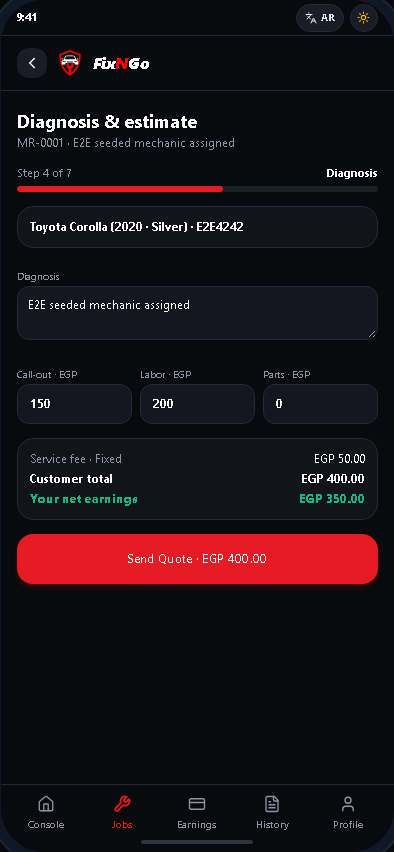 9:41
AR
FixNGo
Diagnosis & estimate
MR-0001 · E2E seeded mechanic assigned
Step 4 of 7
Diagnosis
Toyota Corolla (2020 · Silver) · E2E4242
Diagnosis
E2E seeded mechanic assigned
Call-out · EGP
Labor · EGP
Parts · EGP
150
200
0
Service fee · Fixed
EGP 50.00
Customer total
EGP 400.00
Your net earnings
EGP 350.00
Send Quote · EGP 400.00
Console
Jobs
Earnings
History
Profile